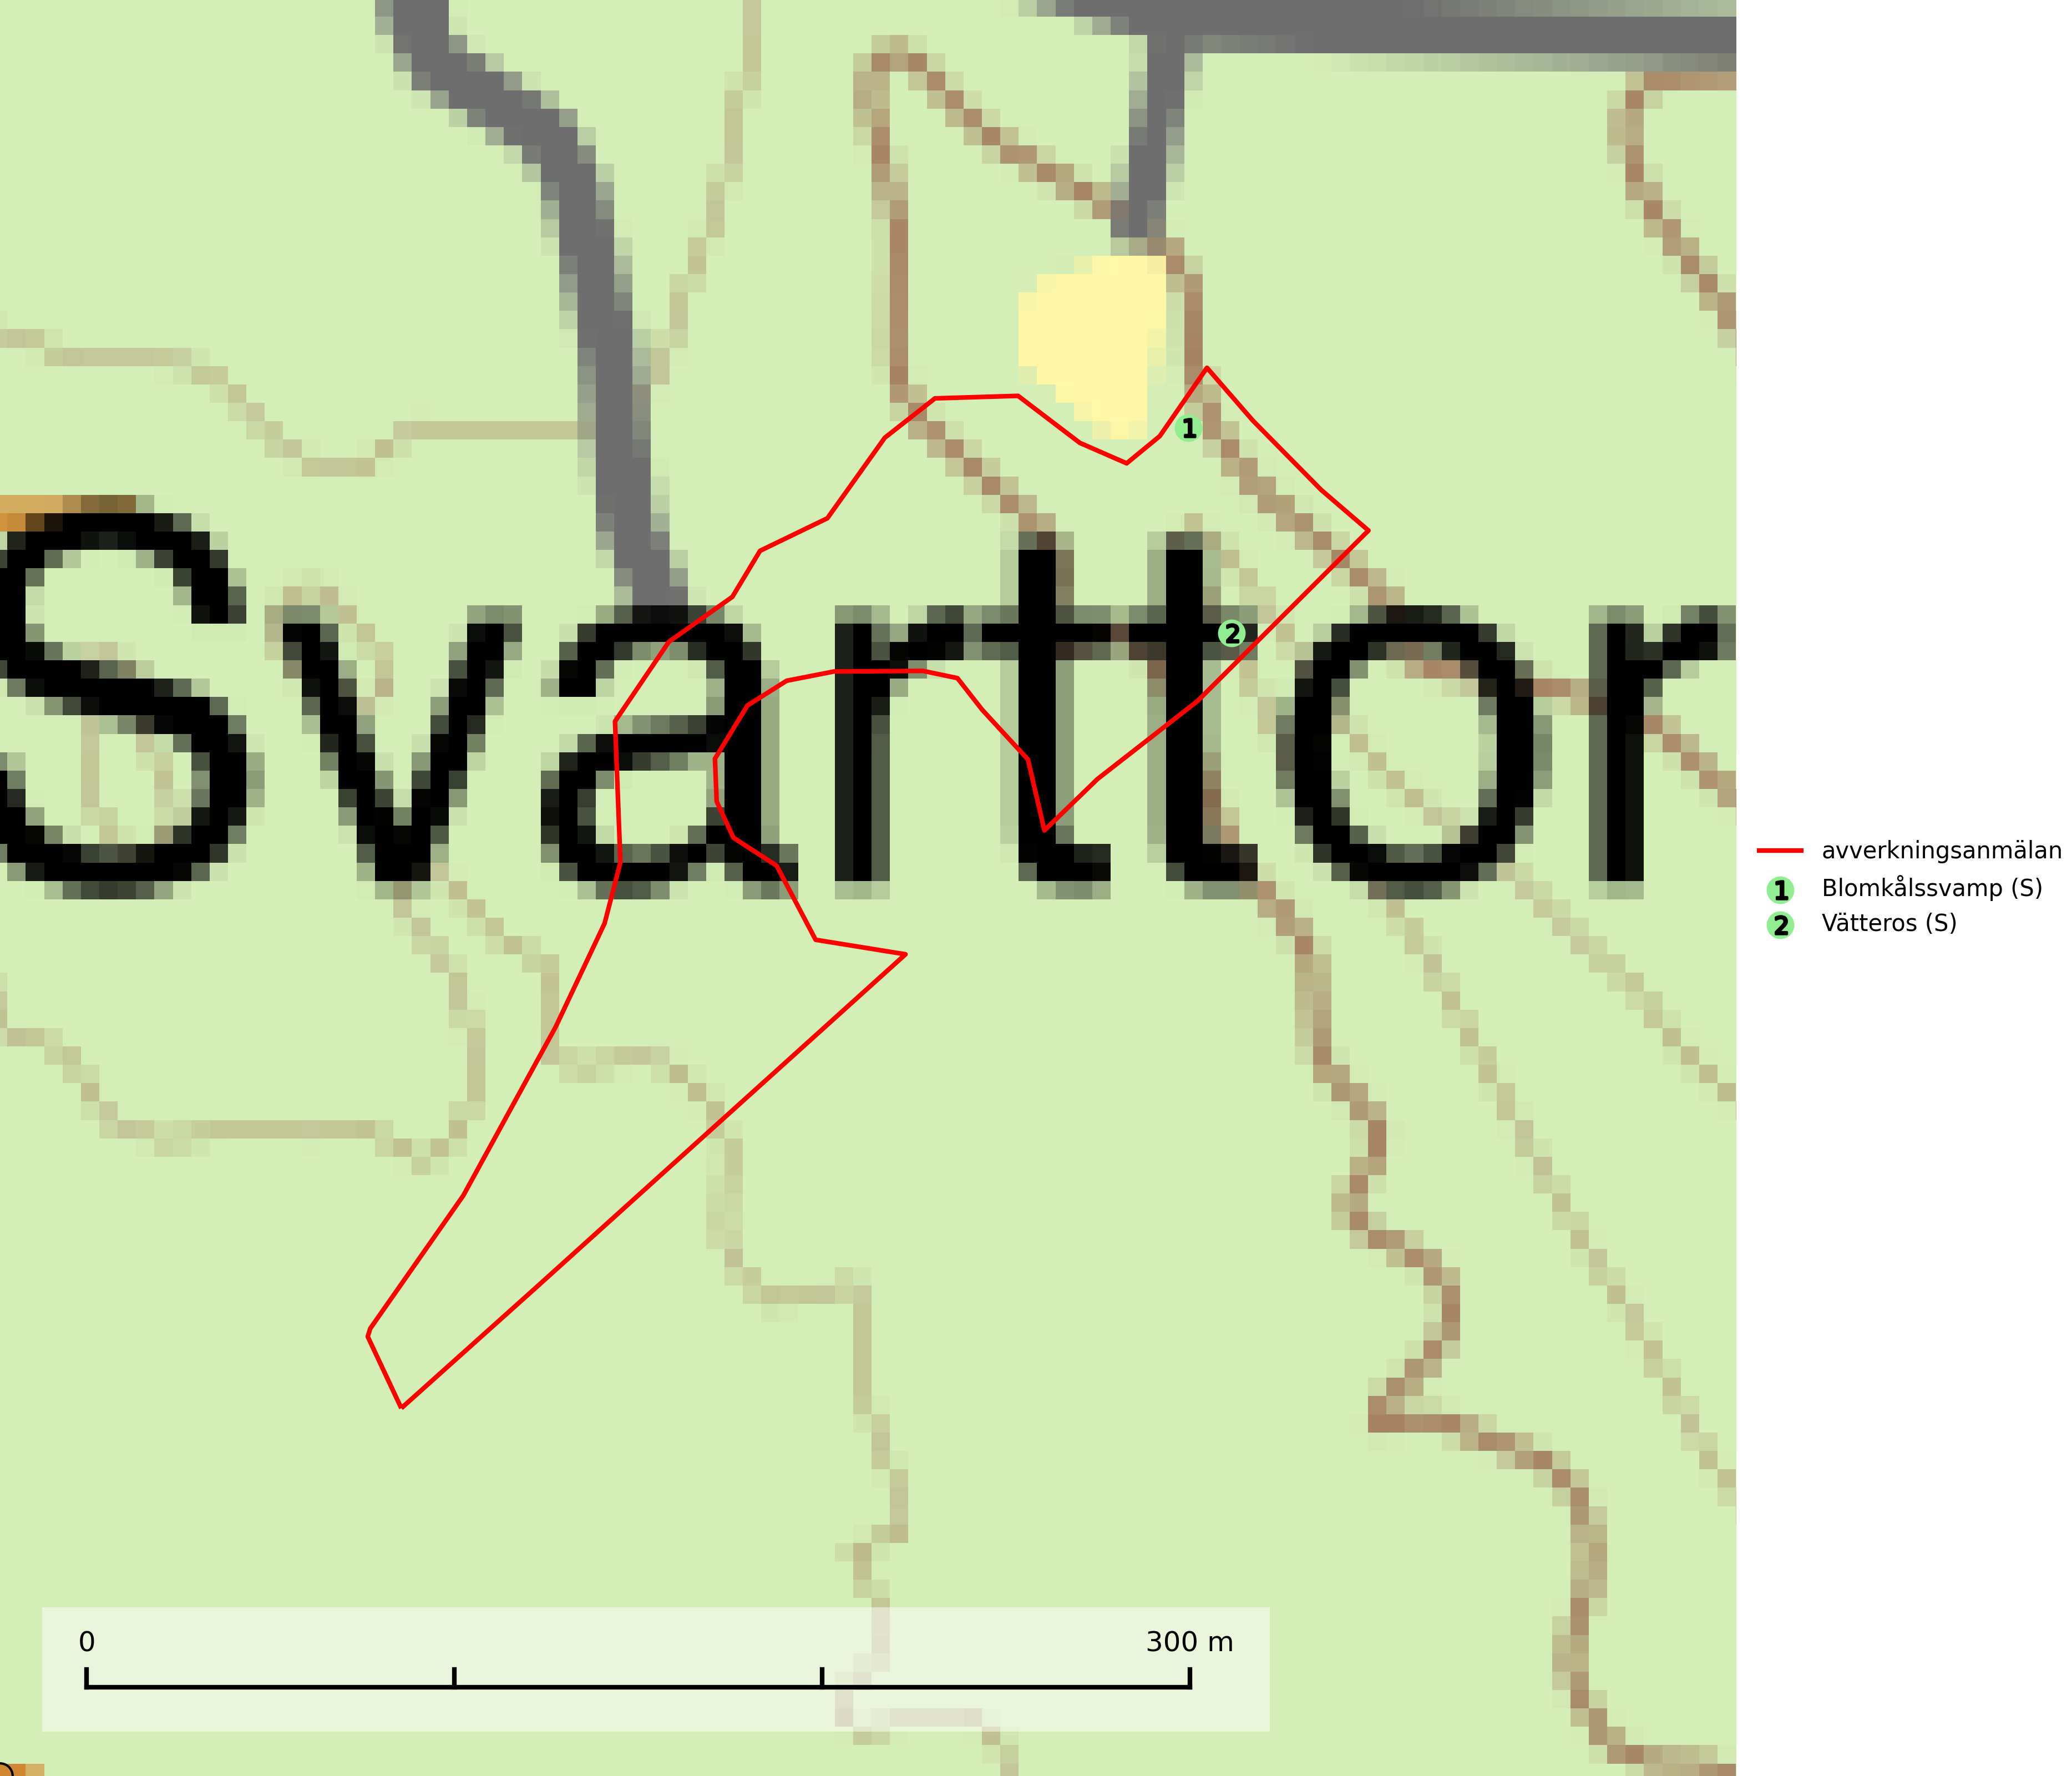 1
Svarttor
2
avverkningsanmälan
1 Blomkålssvamp (S)
2 Vätteros (S)
0 300 m